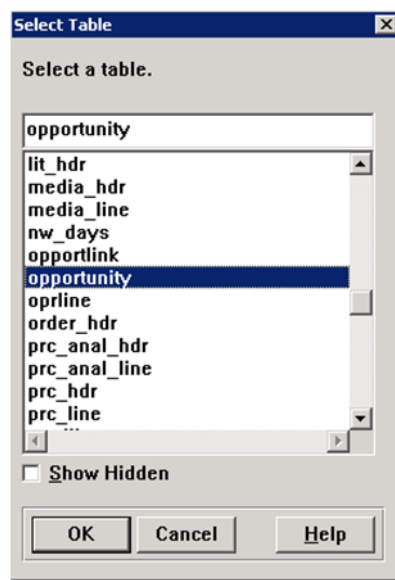 Select Table
Select a table.
opportunity
lit_hdr
media_hdr
media_line
nw_days
opportlink
opportunity
oprline
order_hdr
prc_anal_hdr
prc_anal_line
prc_hdr
prc_line
Show Hidden
OK
Cancel
Help